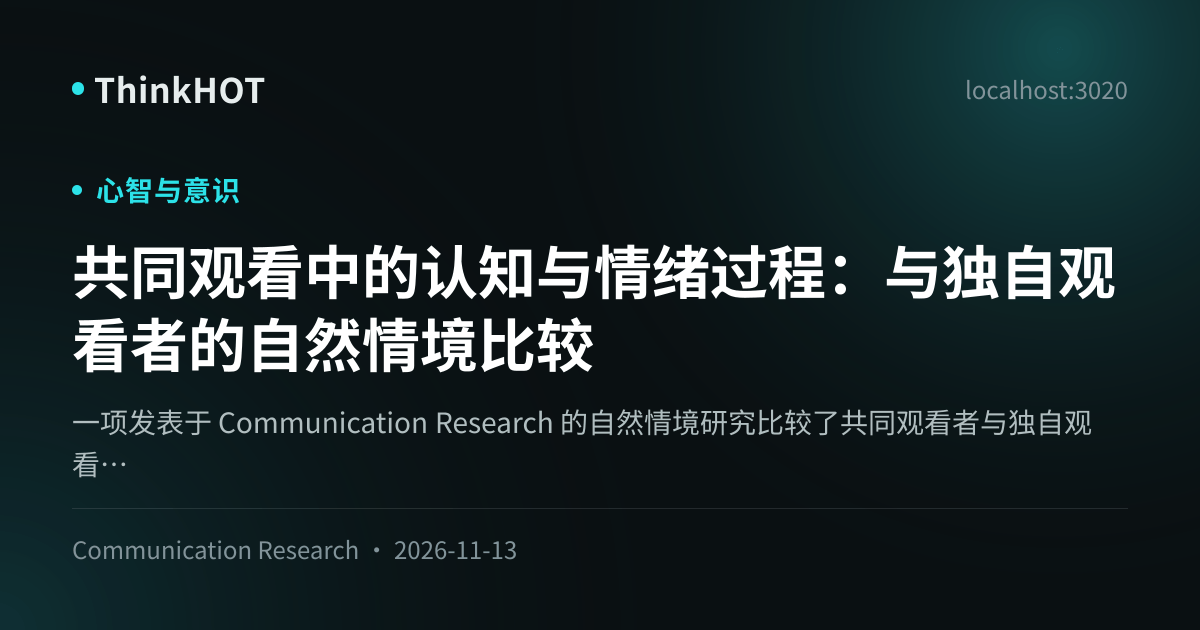 ThinkHOT
localhost:3020
心智与意识
共同观看中的认知与情绪过程：与独自观
看者的自然情境比较
一项发表于 Communication Research 的自然情境研究比较了共同观看者与独自观
看…
Communication Research · 2026-11-13